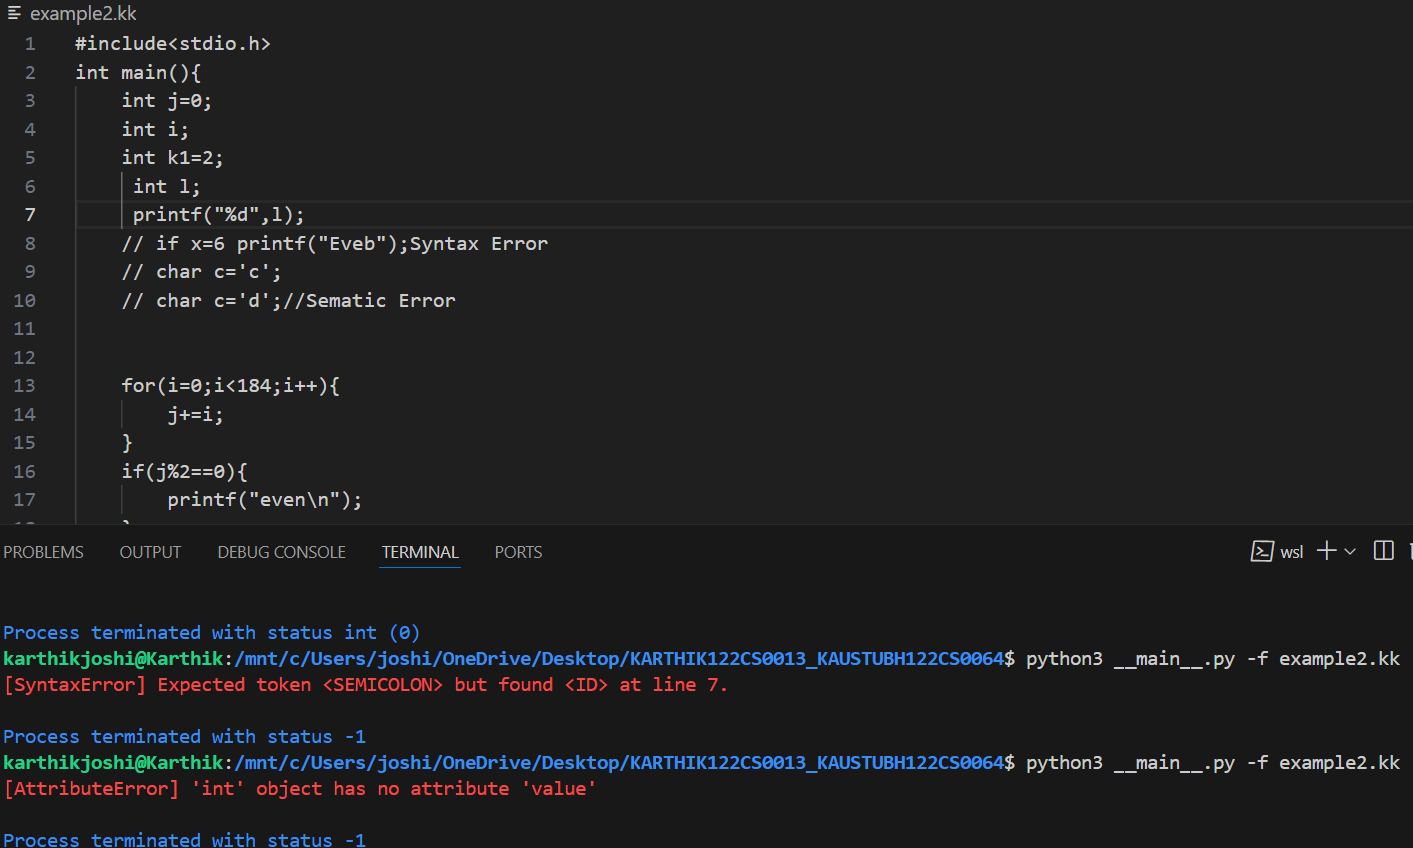 example2.kk
1 #include<stdio.h>
2 int main(){
3 int j=0;
4 int i;
5 int k1=2;
6 int l;
7 printf("%d",l);
8 // if x=6 printf("Eveb");Syntax Error
9 // char c='c';
10 // char c='d';//Sematic Error
11
12
13 for(i=0;i<184;i++){
14 j+=i;
15 }
16 if(j%2==0){
17 printf("even\n");
PROBLEMS OUTPUT DEBUG CONSOLE TERMINAL PORTS wsl
Process terminated with status int (0)
karthikjoshi@Karthik:/mnt/c/Users/joshi/OneDrive/Desktop/KARTHIK122CS0013_KAUSTUBH122CS0064$ python3 __main__.py -f example2.kk
[SyntaxError] Expected token <SEMICOLON> but found <ID> at line 7.
Process terminated with status -1
karthikjoshi@Karthik:/mnt/c/Users/joshi/OneDrive/Desktop/KARTHIK122CS0013_KAUSTUBH122CS0064$ python3 __main__.py -f example2.kk
[AttributeError] 'int' object has no attribute 'value'
Process terminated with status -1